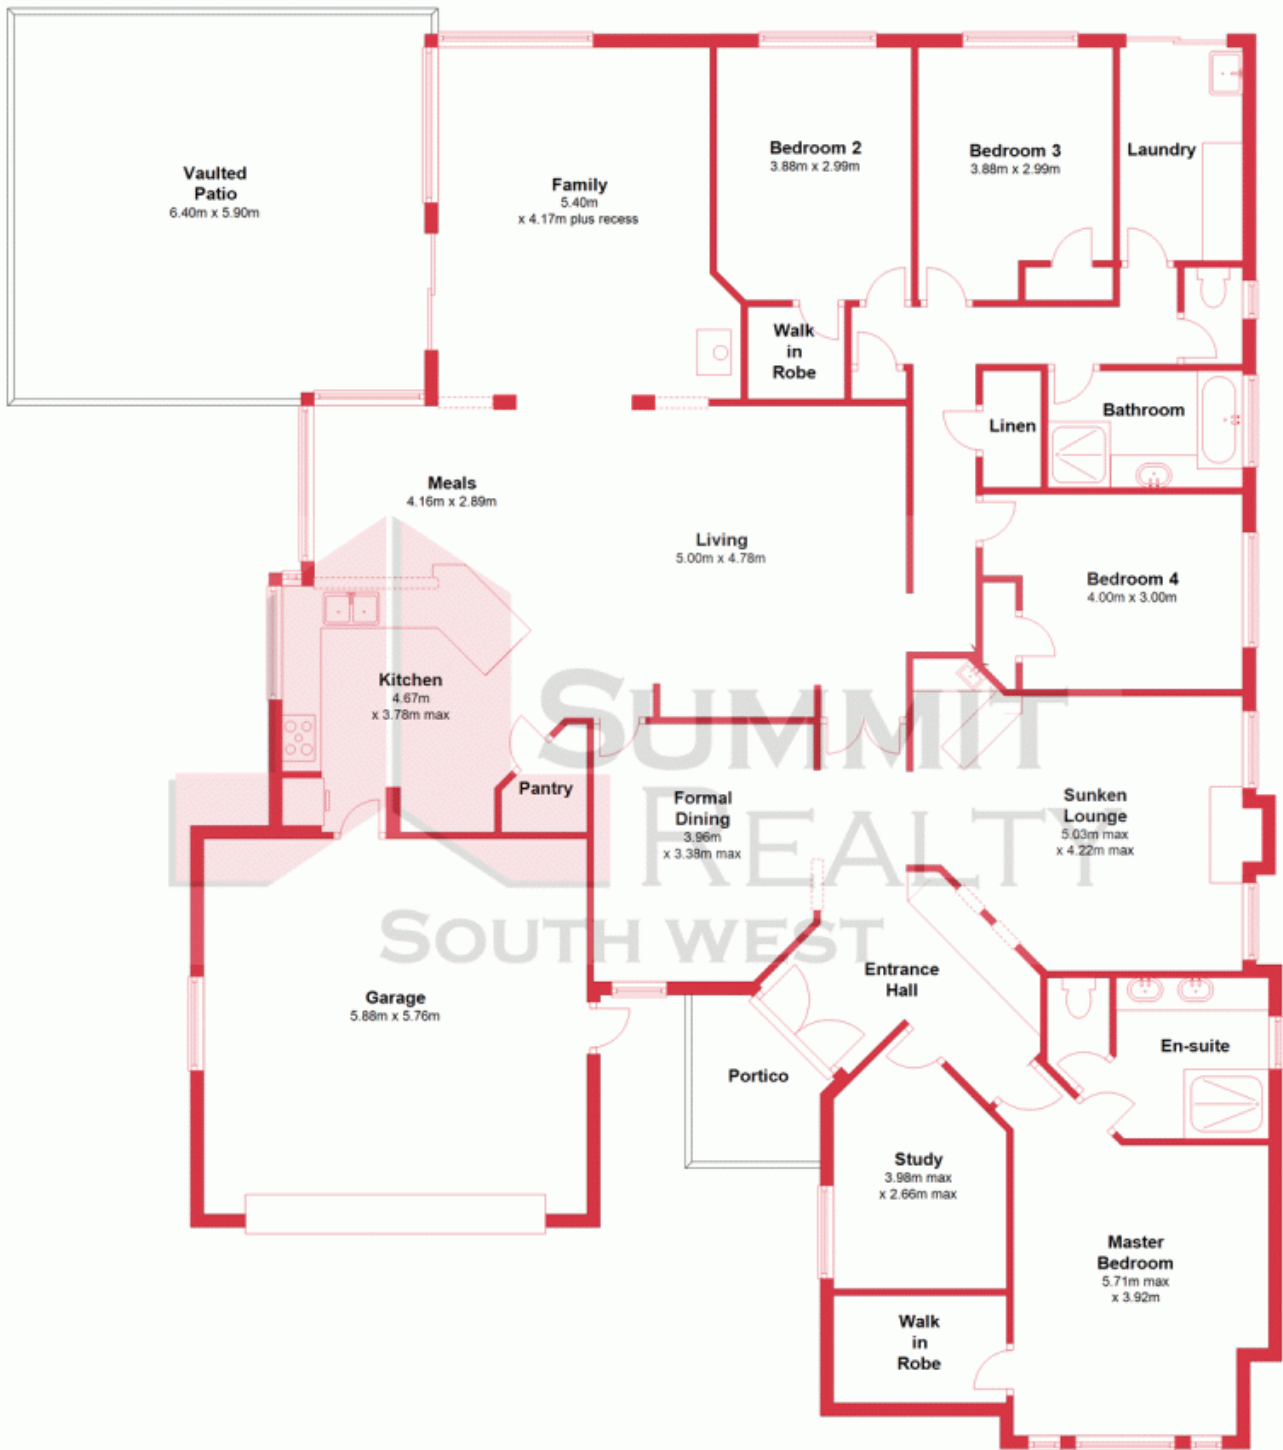 Vaulted
Patio
6.40m x 5.90m
Family
5.40m
x 4.17m plus recess
Bedroom 2
3.88m x 2.99m
Bedroom 3
3.88m x 2.99m
Laundry
Walk
in
Robe
Linen
Bathroom
Meals
4.16m x 2.89m
Living
5.00m x 4.78m
Bedroom 4
4.00m x 3.00m
Kitchen
4.67m
x 3.78m max
Pantry
Formal
Dining
3.96m
x 3.38m max
Sunken
Lounge
5.03m max
x 4.22m max
SUMMIT
REALTY
SOUTH WEST
Entrance
Hall
Garage
5.88m x 5.76m
Portico
En-suite
Study
3.98m max
x 2.66m max
Master
Bedroom
5.71m max
x 3.92m
Walk
in
Robe